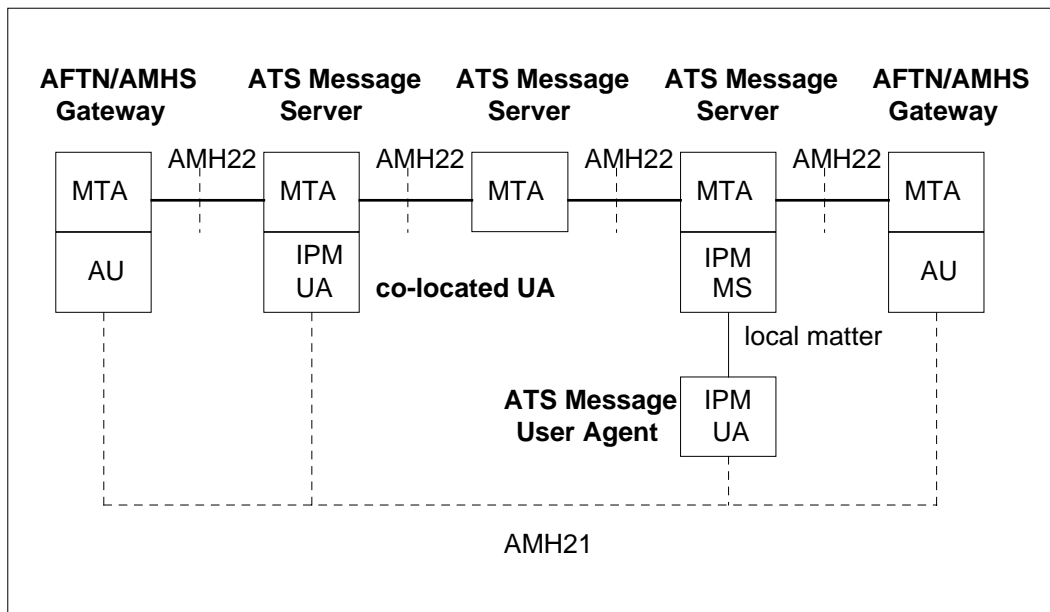 AFTN/AMHS
Gateway
ATS Message
Server
ATS Message
Server
ATS Message
Server
AFTN/AMHS
Gateway
AMH22
AMH22
AMH22
AMH22
MTA
MTA
MTA
MTA
MTA
AU
IPM
UA
co-located UA
IPM
MS
AU
local matter
ATS Message
User Agent
IPM
UA
AMH21